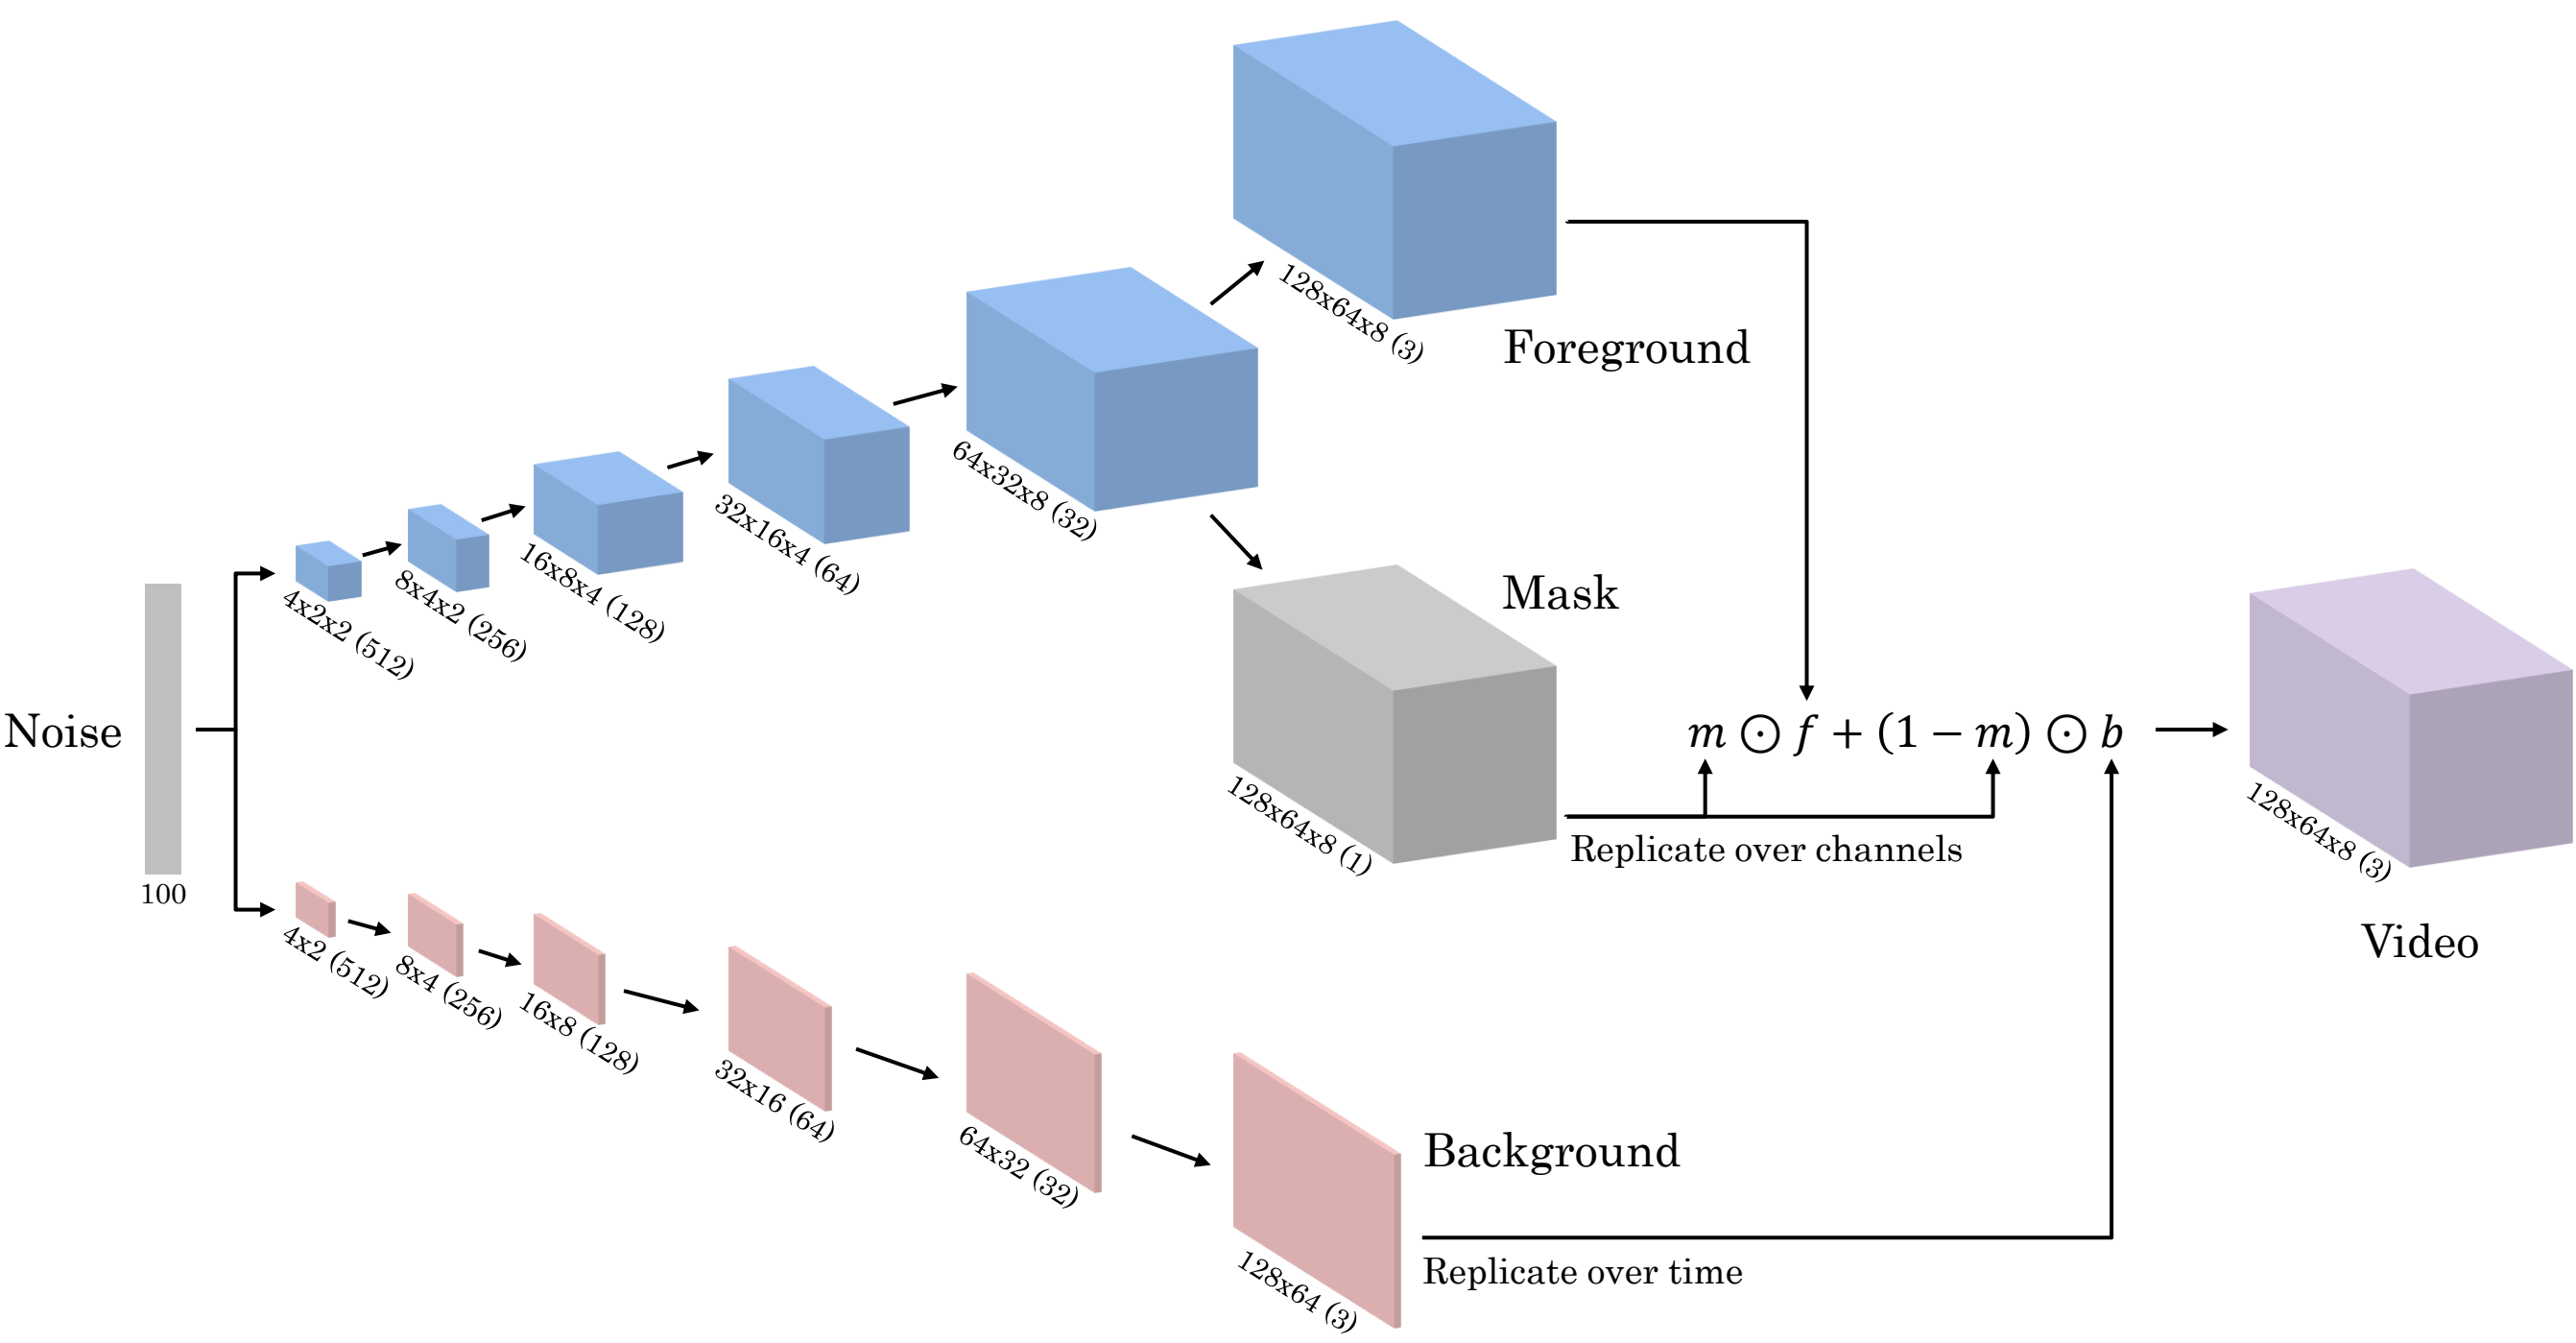 Noise
100
4x2x2 (512)
8x4x2 (256)
16x8x4 (128)
32x16x4 (64)
64x32x8 (32)
128x64x8 (3)
Foreground
Mask
128x64x8 (1)
Replicate over channels
m ⊙ f + (1 − m) ⊙ b
128x64x8 (3)
Video
4x2 (512)
8x4 (256)
16x8 (128)
32x16 (64)
64x32 (32)
128x64 (3)
Background
Replicate over time